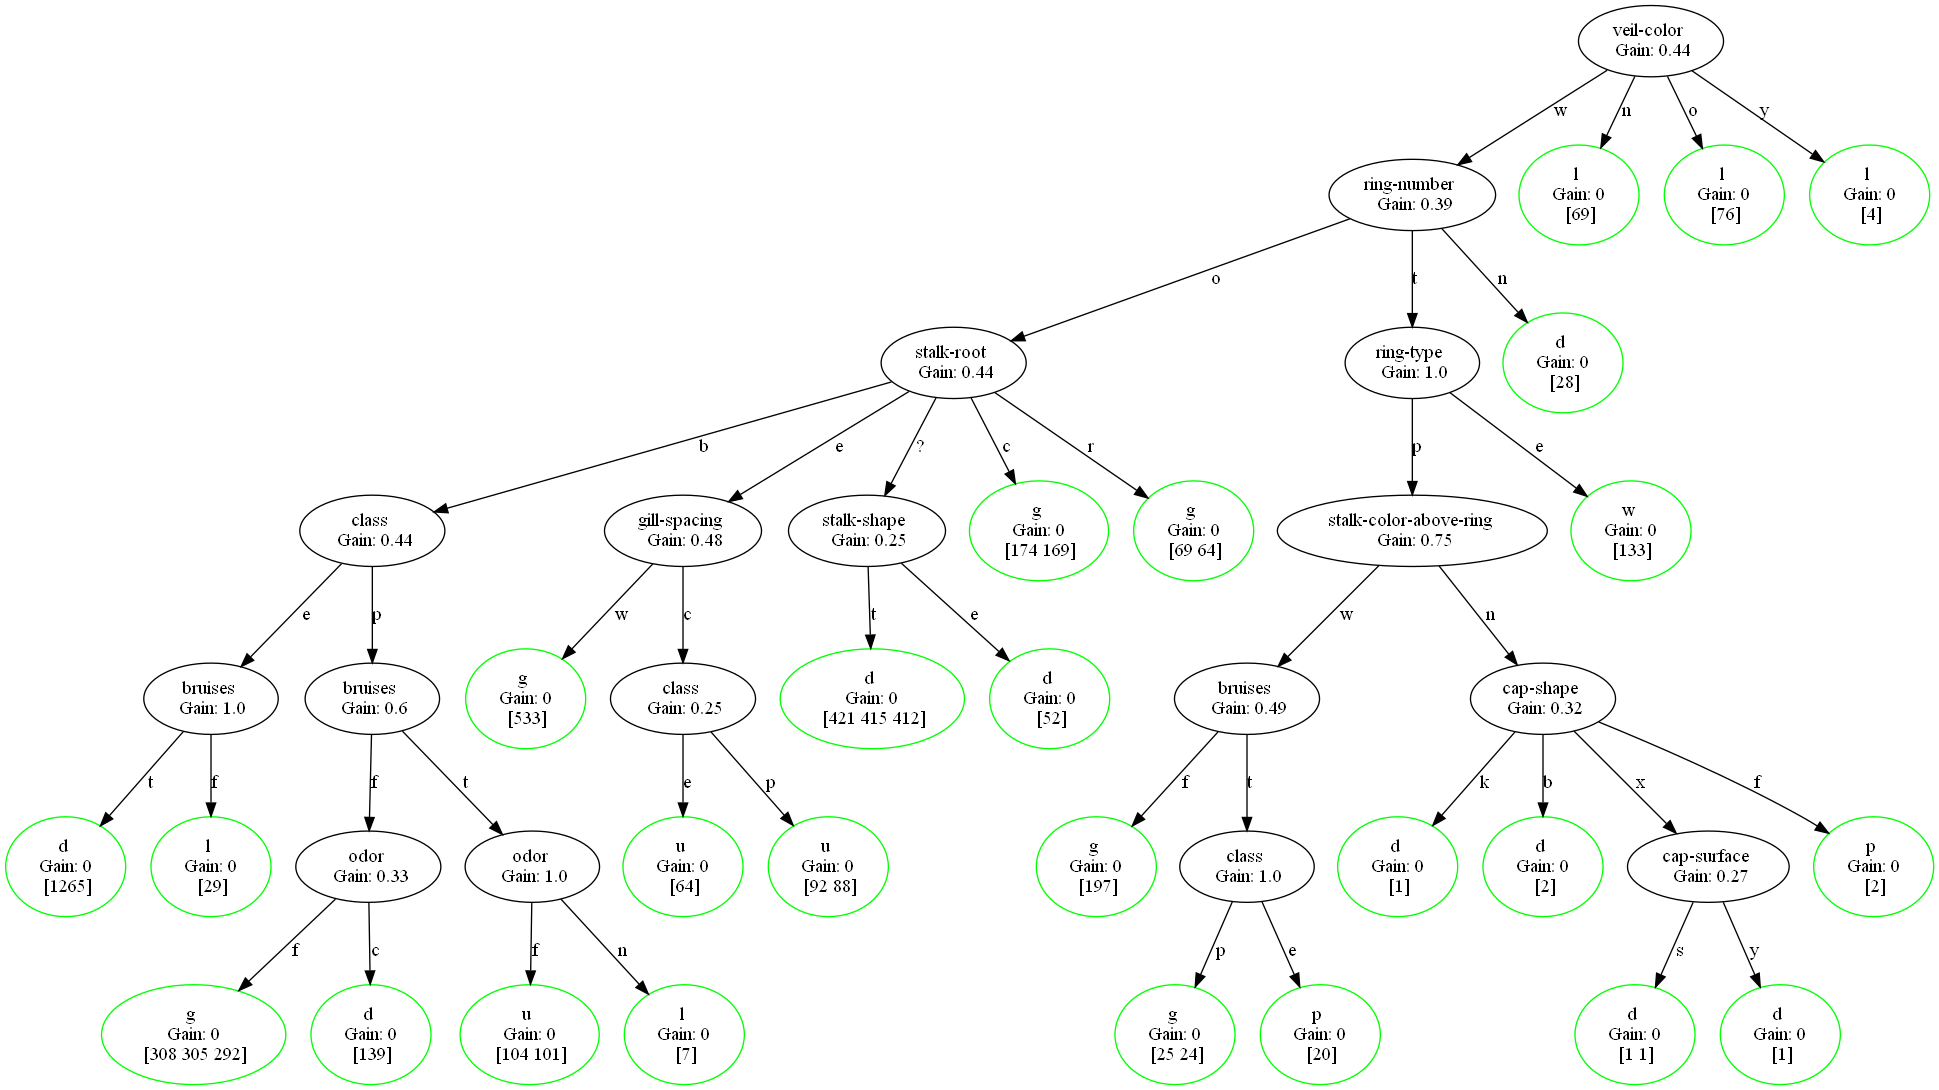 veil-color
Gain: 0.44
w
n
o
y
ring-number
Gain: 0.39
l
Gain: 0
[69]
l
Gain: 0
[76]
l
Gain: 0
[4]
o
t
n
stalk-root
Gain: 0.44
ring-type
Gain: 1.0
d
Gain: 0
[28]
b
e
?
c
r
p
e
class
Gain: 0.44
gill-spacing
Gain: 0.48
stalk-shape
Gain: 0.25
g
Gain: 0
[174 169]
g
Gain: 0
[69 64]
stalk-color-above-ring
Gain: 0.75
w
Gain: 0
[133]
e
p
w
c
t
e
w
n
bruises
Gain: 1.0
bruises
Gain: 0.6
g
Gain: 0
[533]
class
Gain: 0.25
d
Gain: 0
[421 415 412]
d
Gain: 0
[52]
bruises
Gain: 0.49
cap-shape
Gain: 0.32
t
f
f
t
e
p
f
t
k
b
x
f
d
Gain: 0
[1265]
l
Gain: 0
[29]
odor
Gain: 0.33
odor
Gain: 1.0
u
Gain: 0
[64]
u
Gain: 0
[92 88]
g
Gain: 0
[197]
class
Gain: 1.0
d
Gain: 0
[1]
d
Gain: 0
[2]
cap-surface
Gain: 0.27
p
Gain: 0
[2]
f
c
f
n
p
e
s
y
g
Gain: 0
[308 305 292]
d
Gain: 0
[139]
u
Gain: 0
[104 101]
l
Gain: 0
[7]
g
Gain: 0
[25 24]
p
Gain: 0
[20]
d
Gain: 0
[1 1]
d
Gain: 0
[1]